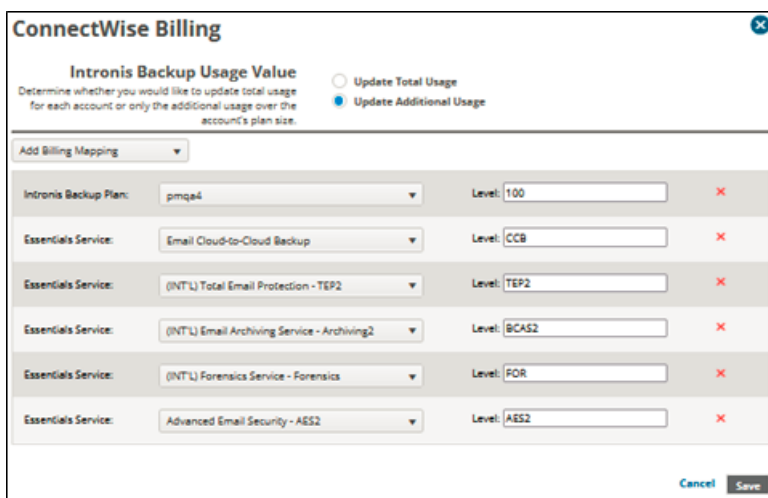 ConnectWise Billing
Intronis Backup Usage Value
Determine whether you would like to update total usage
for each account or only the additional usage over the
account's plan size.
Update Total Usage
Update Additional Usage
Add Billing Mapping
Intronis Backup Plan: pmqa4 Level: 100
Essentials Service: Email Cloud-to-Cloud Backup Level: CCB
Essentials Service: (INT'L) Total Email Protection - TEP2 Level: TEP2
Essentials Service: (INT'L) Email Archiving Service - Archiving2 Level: BCAS2
Essentials Service: (INT'L) Forensics Service - Forensics Level: FOR
Essentials Service: Advanced Email Security - AES2 Level: AES2
Cancel Save